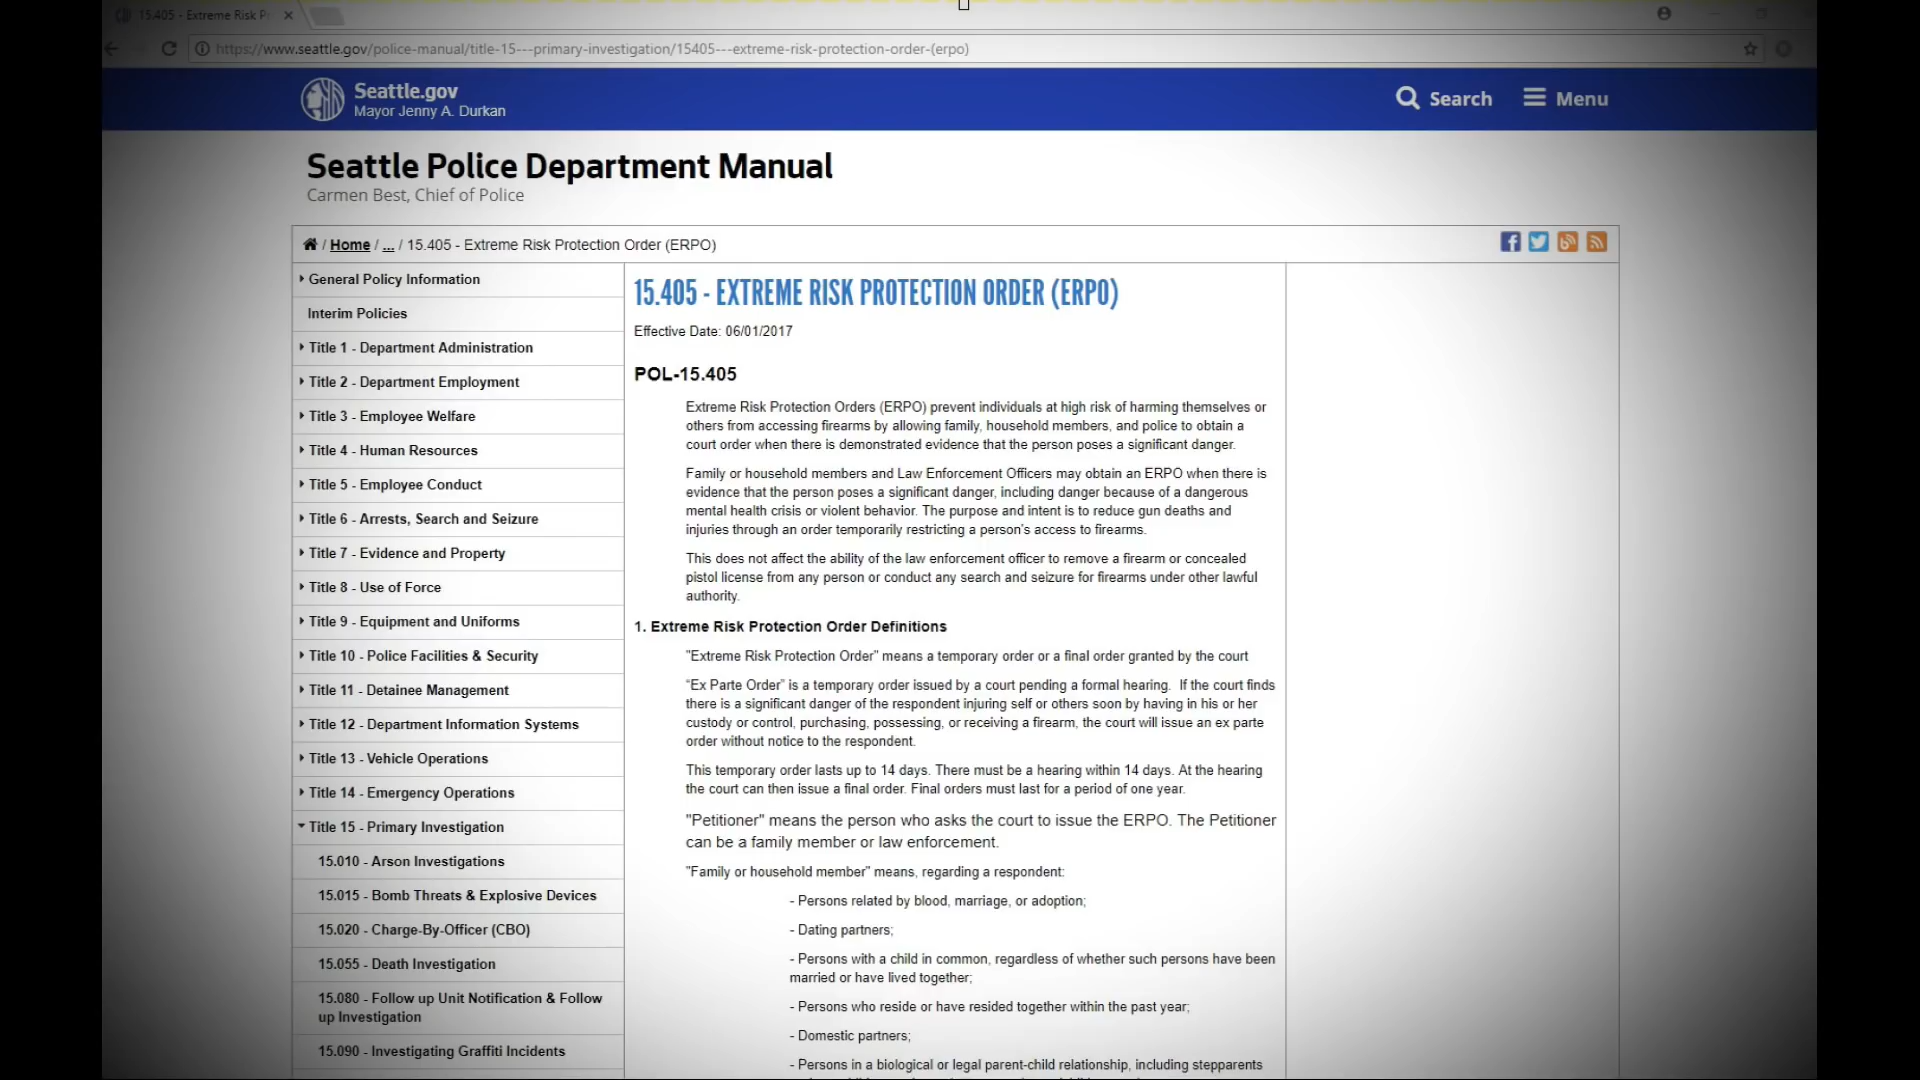 15.405 - Extreme Risk Pr
https://www.seattle.gov/police-manual/title-15---primary-investigation/15405---extreme-risk-protection-order-(erpo)
Seattle.gov
Mayor Jenny A. Durkan
Search
Menu
Seattle Police Department Manual
Carmen Best, Chief of Police
/ Home / ... / 15.405 - Extreme Risk Protection Order (ERPO)
General Policy Information
Interim Policies
Title 1 - Department Administration
Title 2 - Department Employment
Title 3 - Employee Welfare
Title 4 - Human Resources
Title 5 - Employee Conduct
Title 6 - Arrests, Search and Seizure
Title 7 - Evidence and Property
Title 8 - Use of Force
Title 9 - Equipment and Uniforms
Title 10 - Police Facilities & Security
Title 11 - Detainee Management
Title 12 - Department Information Systems
Title 13 - Vehicle Operations
Title 14 - Emergency Operations
Title 15 - Primary Investigation
15.010 - Arson Investigations
15.015 - Bomb Threats & Explosive Devices
15.020 - Charge-By-Officer (CBO)
15.055 - Death Investigation
15.080 - Follow up Unit Notification & Follow
up Investigation
15.090 - Investigating Graffiti Incidents
15.405 - EXTREME RISK PROTECTION ORDER (ERPO)
Effective Date: 06/01/2017
POL-15.405
Extreme Risk Protection Orders (ERPO) prevent individuals at high risk of harming themselves or
others from accessing firearms by allowing family, household members, and police to obtain a
court order when there is demonstrated evidence that the person poses a significant danger.
Family or household members and Law Enforcement Officers may obtain an ERPO when there is
evidence that the person poses a significant danger, including danger because of a dangerous
mental health crisis or violent behavior. The purpose and intent is to reduce gun deaths and
injuries through an order temporarily restricting a person's access to firearms.
This does not affect the ability of the law enforcement officer to remove a firearm or concealed
pistol license from any person or conduct any search and seizure for firearms under other lawful
authority.
1. Extreme Risk Protection Order Definitions
"Extreme Risk Protection Order" means a temporary order or a final order granted by the court
"Ex Parte Order" is a temporary order issued by a court pending a formal hearing. If the court finds
there is a significant danger of the respondent injuring self or others soon by having in his or her
custody or control, purchasing, possessing, or receiving a firearm, the court will issue an ex parte
order without notice to the respondent.
This temporary order lasts up to 14 days. There must be a hearing within 14 days. At the hearing
the court can then issue a final order. Final orders must last for a period of one year.
"Petitioner" means the person who asks the court to issue the ERPO. The Petitioner
can be a family member or law enforcement.
"Family or household member" means, regarding a respondent:
- Persons related by blood, marriage, or adoption;
- Dating partners;
- Persons with a child in common, regardless of whether such persons have been
married or have lived together;
- Persons who reside or have resided together within the past year;
- Domestic partners;
- Persons in a biological or legal parent-child relationship, including stepparents